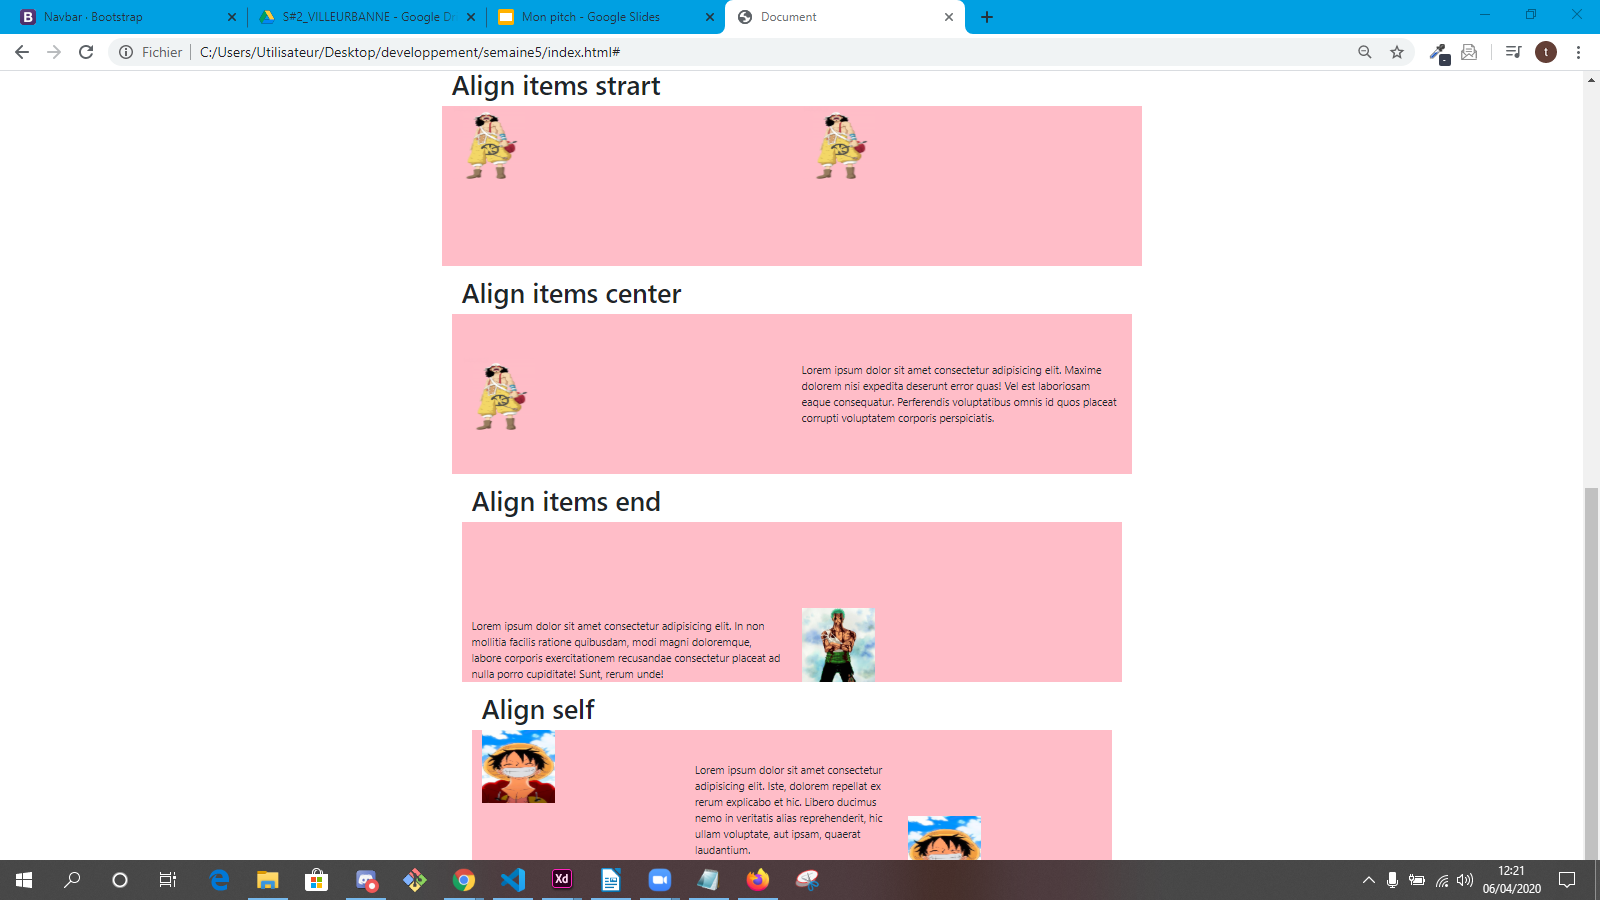 Navbar · Bootstrap
S#2_VILLEURBANNE - Google Dr
Mon pitch - Google Slides
Document
Fichier
C:/Users/Utilisateur/Desktop/developpement/semaine5/index.html#
t
Align items strart
Align items center
Lorem ipsum dolor sit amet consectetur adipisicing elit. Maxime
dolorem nisi expedita deserunt error quas! Vel est laboriosam
eaque consequatur. Perferendis voluptatibus omnis id quos placeat
corrupti voluptatem corporis perspiciatis.
Align items end
Lorem ipsum dolor sit amet consectetur adipisicing elit. In non
mollitia facilis ratione quibusdam, modi magni doloremque,
labore corporis exercitationem recusandae consectetur placeat ad
nulla porro cupiditate! Sunt, rerum unde!
Align self
Lorem ipsum dolor sit amet consectetur
adipisicing elit. Iste, dolorem repellat ex
rerum explicabo et hic. Libero ducimus
nemo in veritatis alias reprehenderit, hic
ullam voluptate, aut ipsam, quaerat
laudantium.
Xd
12:21
06/04/2020